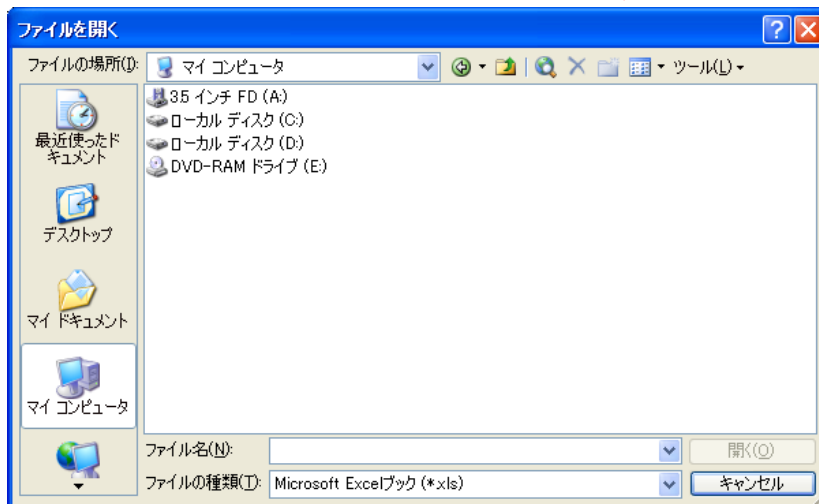 ファイルを開く
ファイルの場所(I):
マイ コンピュータ
ツール(L)
3.5 インチ FD (A:)
ローカル ディスク (C:)
ローカル ディスク (D:)
DVD-RAM ドライブ (E:)
最近使ったド
キュメント
デスクトップ
マイ ドキュメント
マイ コンピュータ
ファイル名(N):
開く(O)
ファイルの種類(T):
Microsoft Excelブック (*.xls)
キャンセル